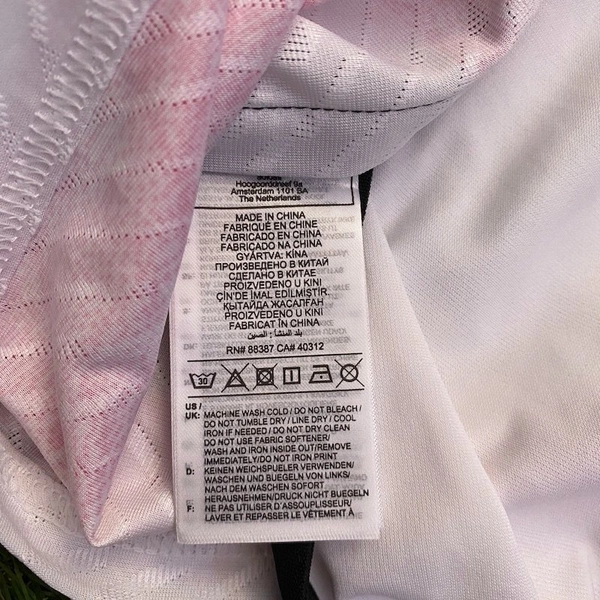 Hoogoorddreef 9a
Amsterdam 1101 BA
The Netherlands
MADE IN CHINA
FABRIQUÉ EN CHINE
FABRICADO EN CHINA
FABRICADO NA CHINA
GYÁRTVA: KÍNA
ПРОИЗВЕДЕНО В КИТАЙ
СДЕЛАНО В КИТАЕ
PROIZVEDENO U KINI
ÇİN'DE İMAL EDİLMİŞTİR
ҚЫТАЙДА ЖАСАЛҒАН
PROIZVEDENO U KINI
FABRICAT ÎN CHINA
بلد المنشأ : الصين
RN# 88387 CA# 40312
30
US /
UK: MACHINE WASH COLD / DO NOT BLEACH /
DO NOT TUMBLE DRY / LINE DRY / COOL
IRON IF NEEDED / DO NOT DRY CLEAN
DO NOT USE FABRIC SOFTENER/
WASH AND IRON INSIDE OUT/REMOVE
IMMEDIATELY/DO NOT IRON PRINT
D: KEINEN WEICHSPUELER VERWENDEN/
WASCHEN UND BUEGELN VON LINKS/
NACH DEM WASCHEN SOFORT
HERAUSNEHMEN/DRUCK NICHT BUEGELN
F: NE PAS UTILISER D'ASSOUPLISSEUR/
LAVER ET REPASSER LE VÊTEMENT À